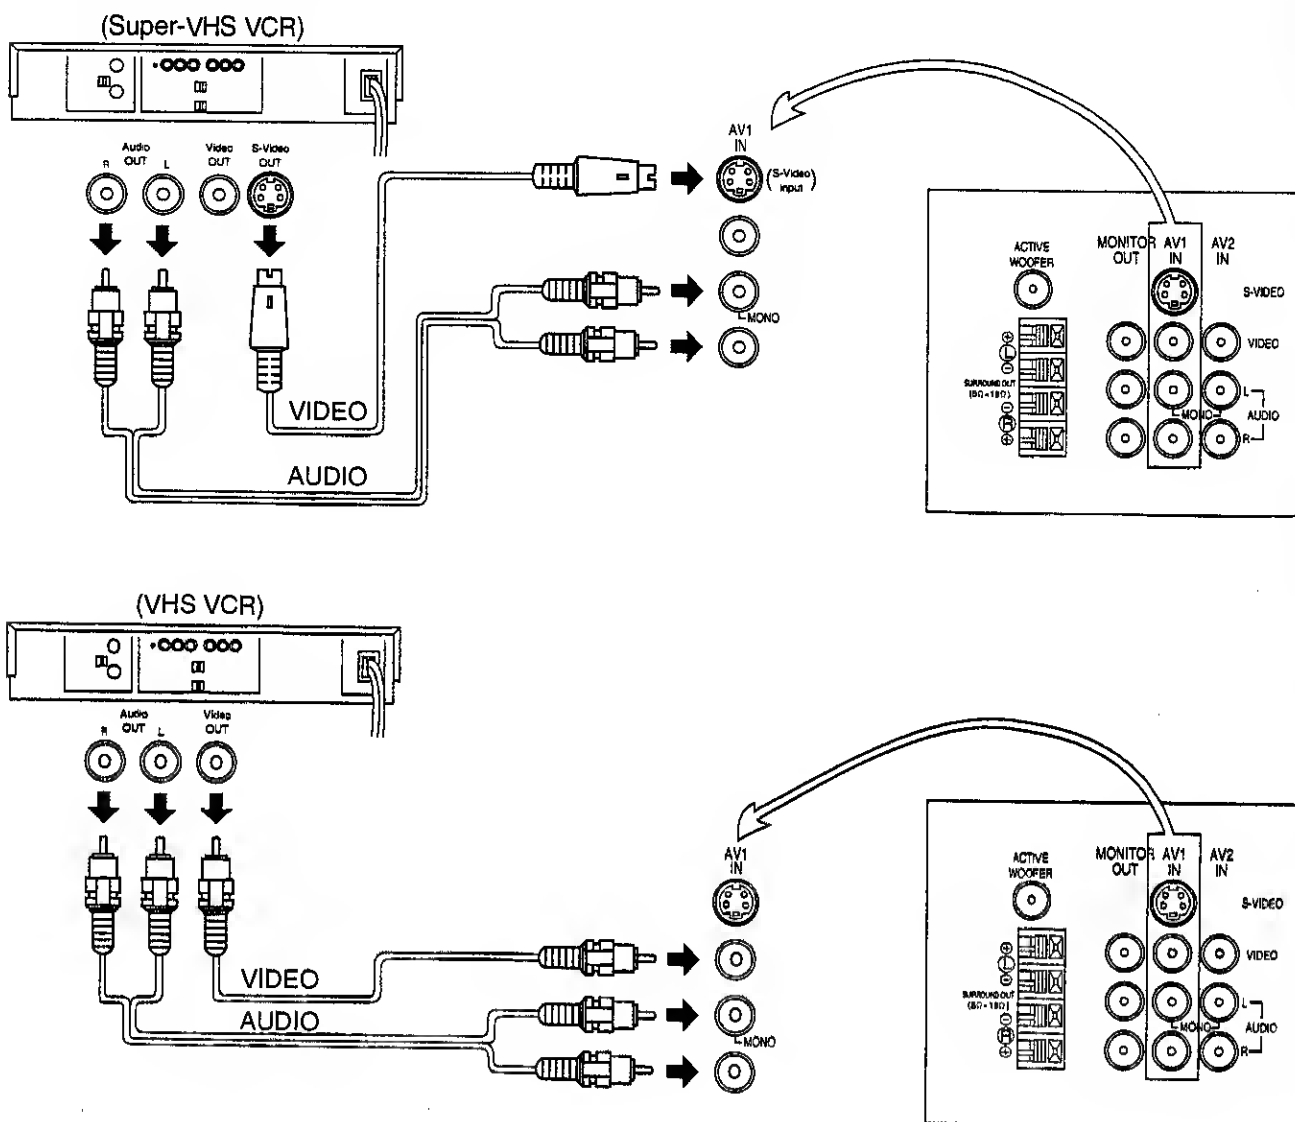 (Super-VHS VCR)
Audio
OUT
R
L
Video
OUT
S-Video
OUT
VIDEO
AUDIO
AV1
IN
(S-Video
input)
MONO
ACTIVE
WOOFER
MONITOR
OUT
AV1
IN
AV2
IN
S-VIDEO
VIDEO
L
AUDIO
R
MONO
L
SURROUND OUT
R
(VHS VCR)
Audio
OUT
R
L
Video
OUT
VIDEO
AUDIO
AV1
IN
MONO
ACTIVE
WOOFER
MONITOR
OUT
AV1
IN
AV2
IN
S-VIDEO
VIDEO
L
AUDIO
R
MONO
L
SURROUND OUT
R